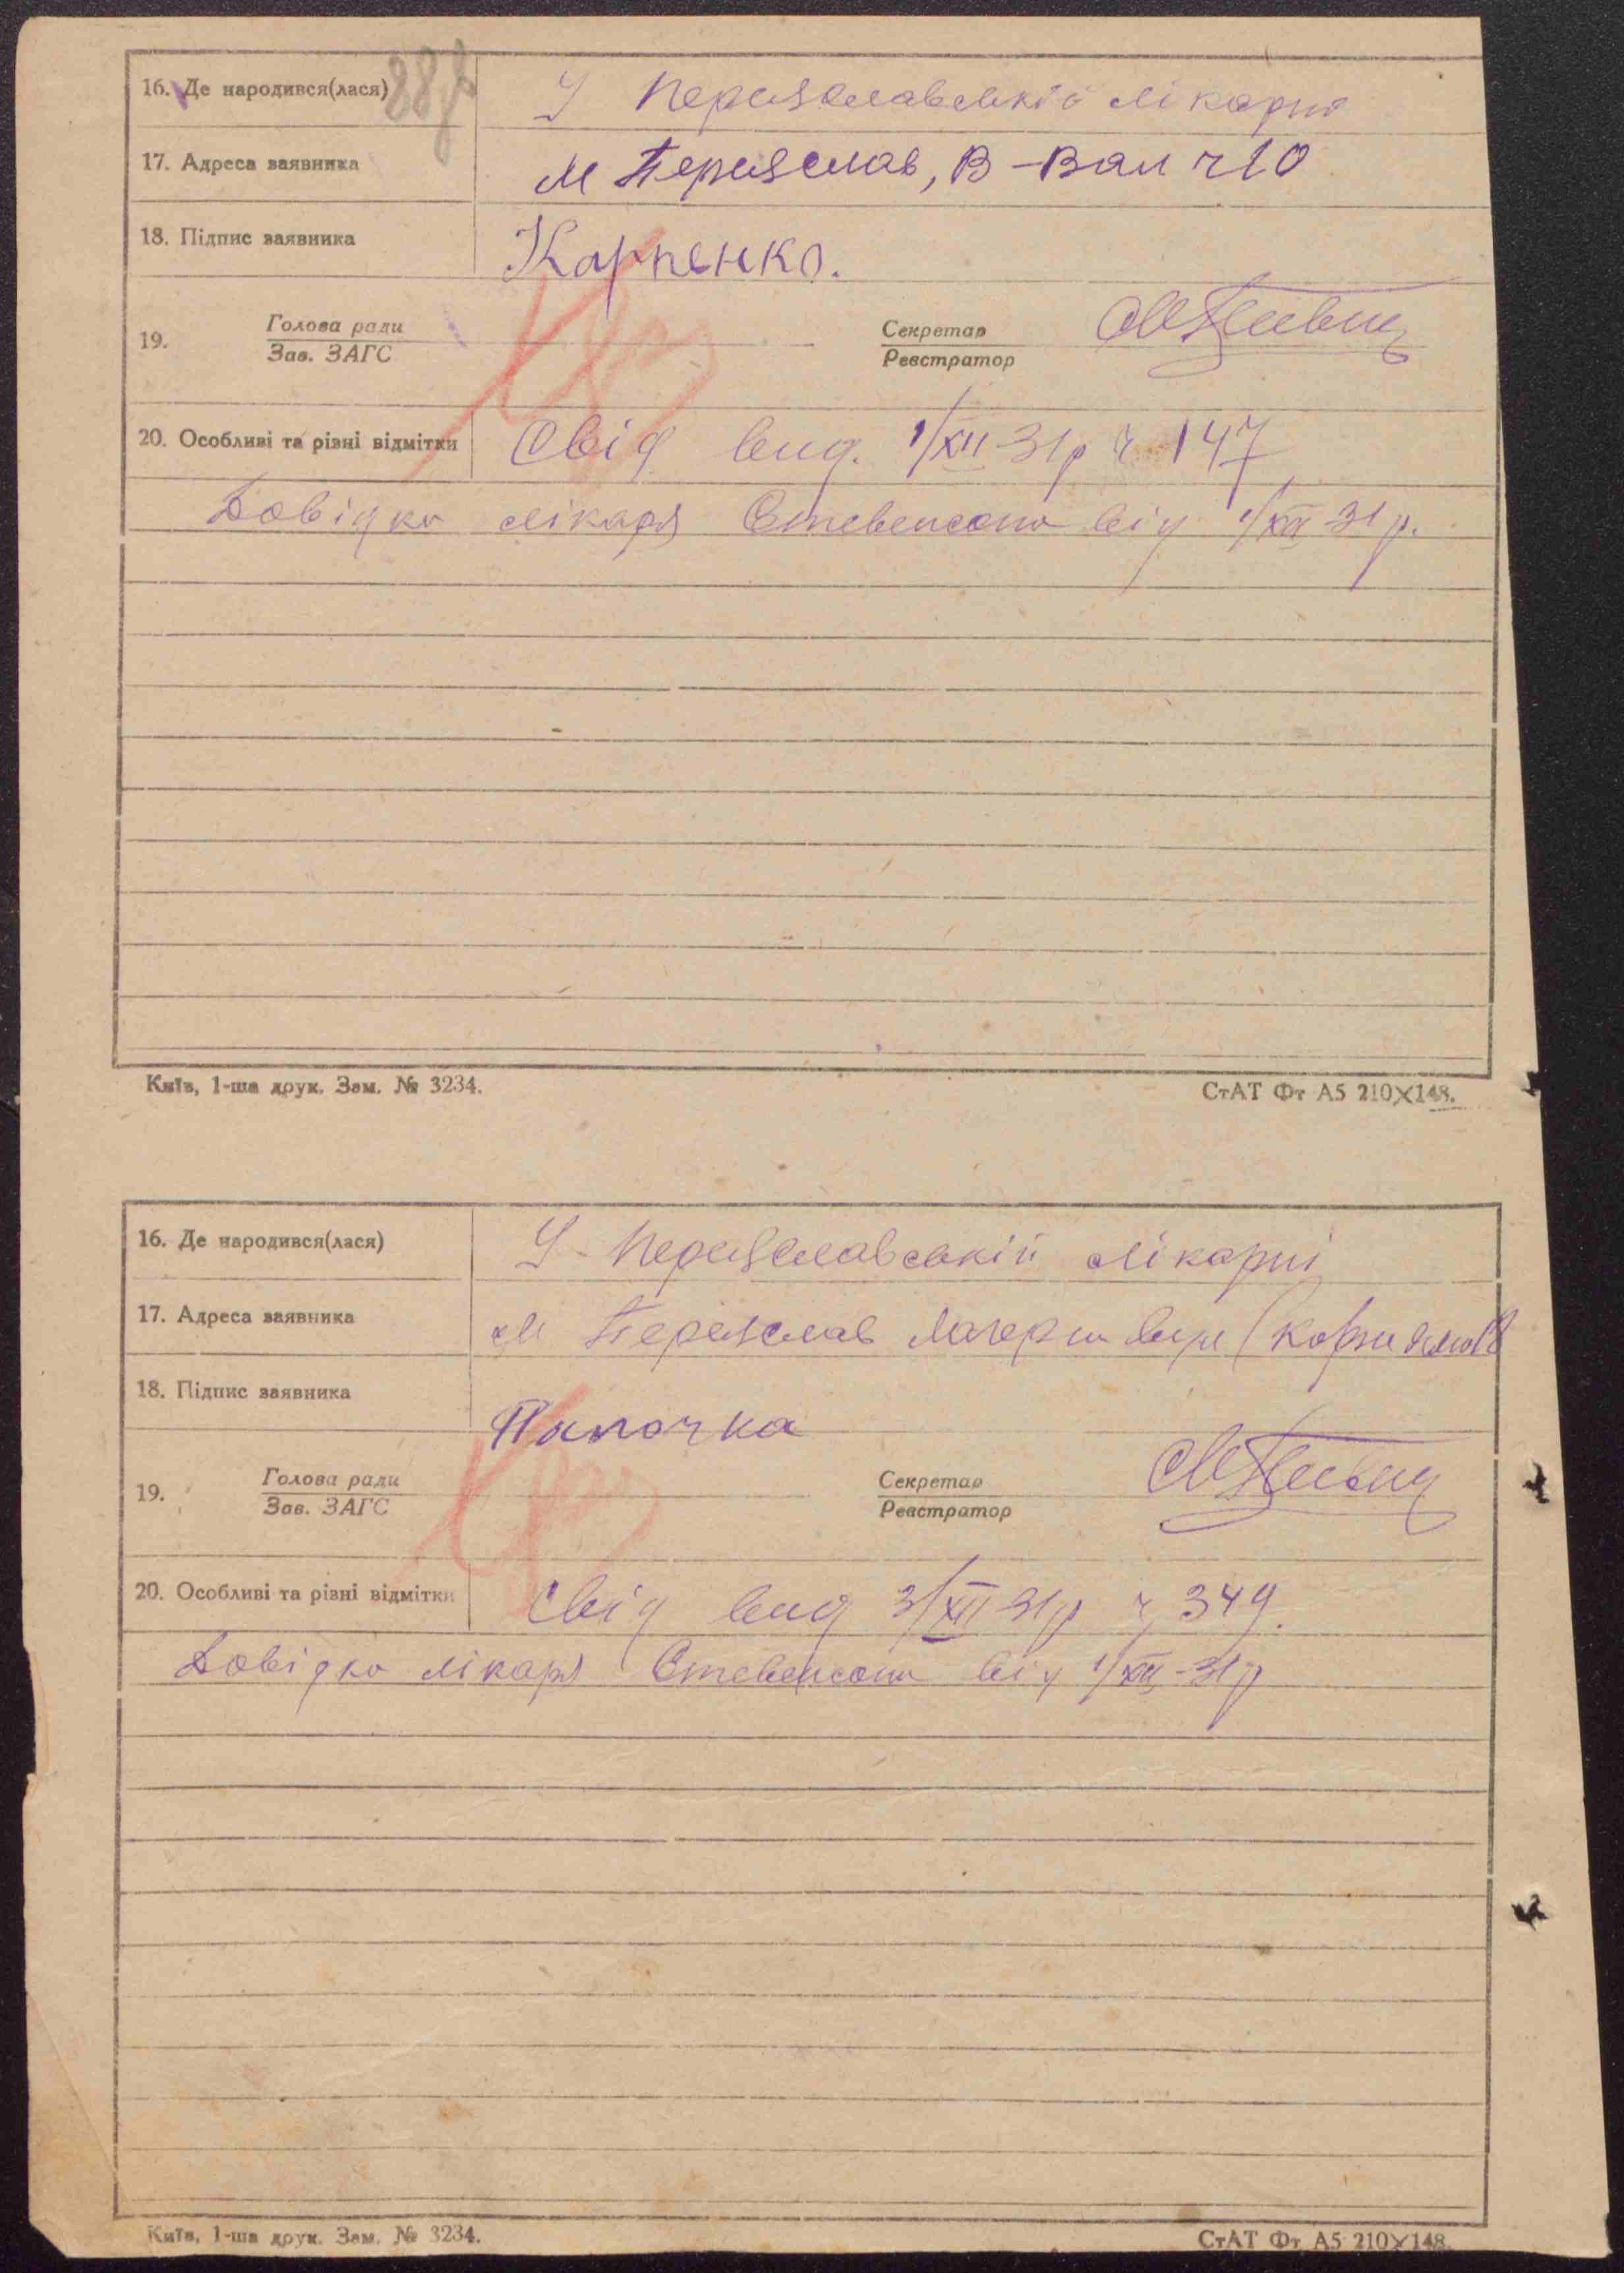 88
16. Де народився(лася) У Переяславській лікарні
17. Адреса заявника м Переяслав, В-Вал ч 10
18. Підпис заявника Карпенко.
19. Голова ради
Зав. ЗАГС
Секретар
Реєстратор
20. Особливі та різні відмітки Свід вид. 1/XII-31р ч 147
Довідка лікаря Стевенсона від 1/XII-31р.
Київ, 1-ша друк. Зам. № 3234. СтАТ Фт А5 210×148.
16. Де народився(лася) У Переяславській лікарні
17. Адреса заявника м Переяслав
18. Підпис заявника Папочка
19. Голова ради
Зав. ЗАГС
Секретар
Реєстратор
20. Особливі та різні відмітки Свід вид 3/XII-31р ч 349.
Довідка лікаря Стевенсона від 1/XII-31р
Київ, 1-ша друк. Зам. № 3234. СтАТ Фт А5 210×148.